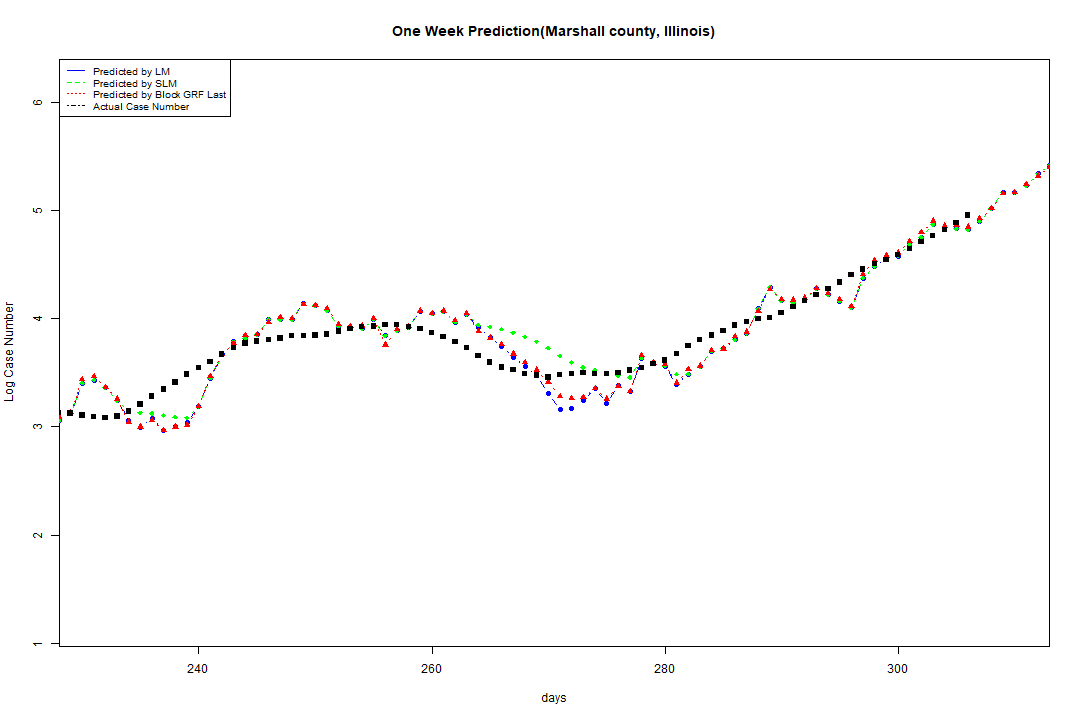 One Week Prediction(Marshall county, Illinois)
Predicted by LM
Predicted by SLM
Predicted by Block GRF Last
Actual Case Number
6
5
4
3
2
1
Log Case Number
240
260
280
300
days